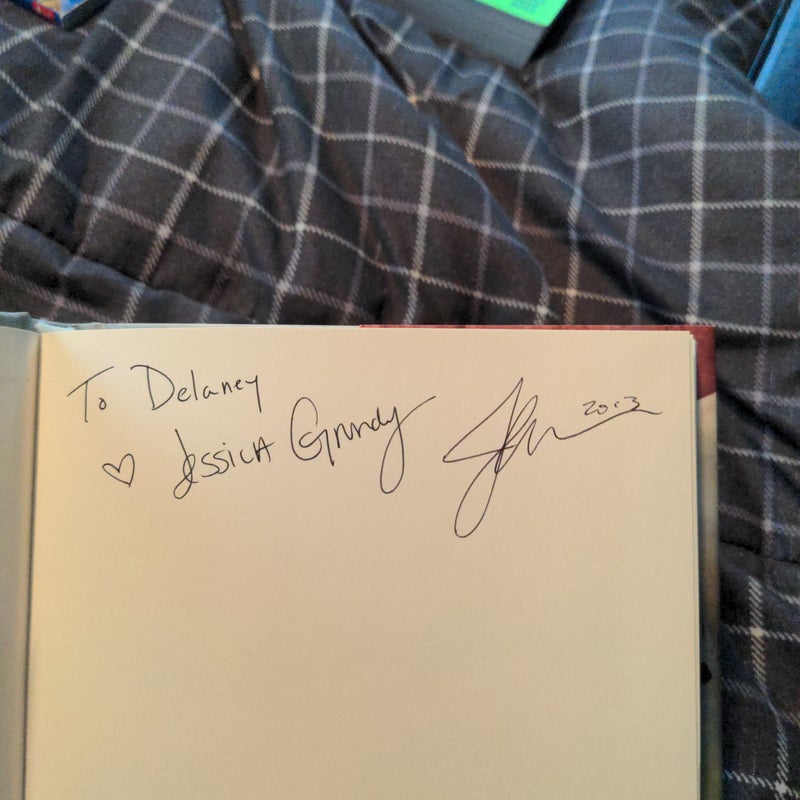 To Delaney
♡ Jessica Grundy
2013